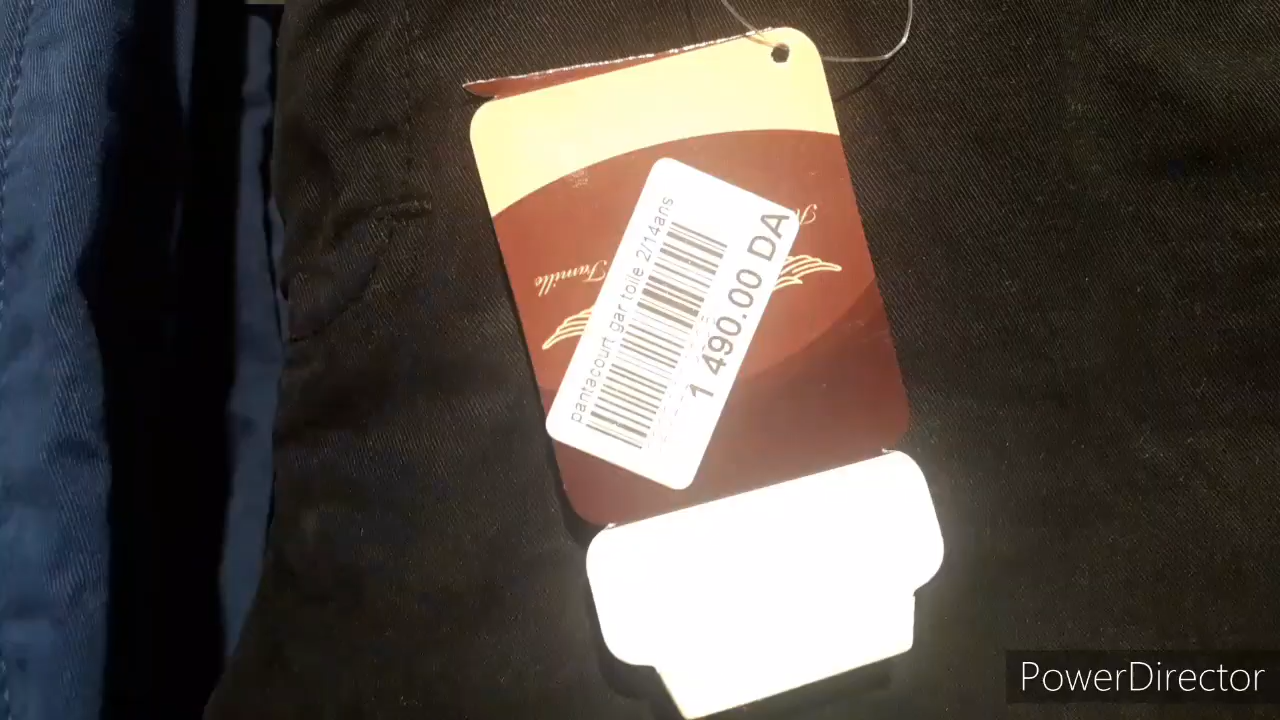 pantacourt gar toile 2/14ans
1 490.00 DA
Famille
PowerDirector